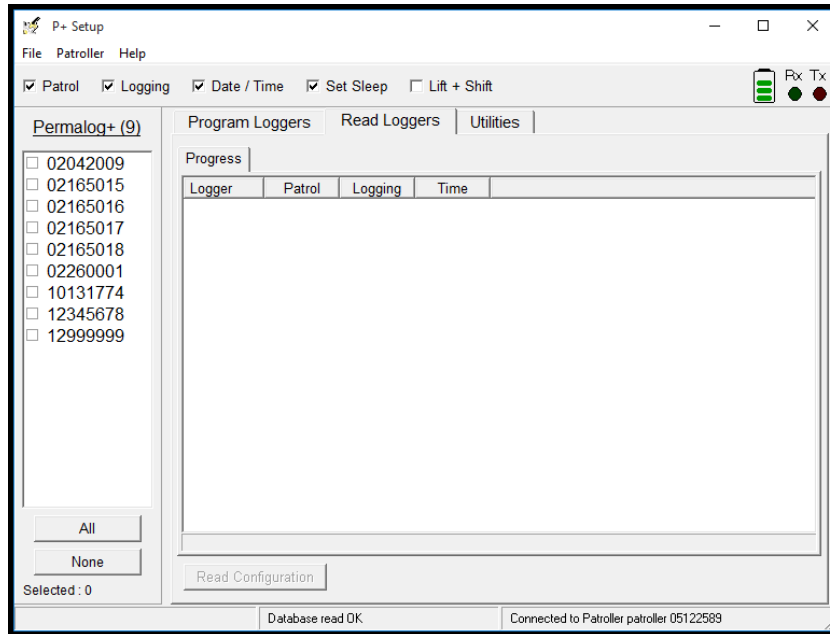 P+ Setup
File Patroller Help
Patrol Logging Date / Time Set Sleep Lift + Shift
Rx Tx
Permalog+ (9)
02042009
02165015
02165016
02165017
02165018
02260001
10131774
12345678
12999999
All
None
Selected : 0
Program Loggers Read Loggers Utilities
Progress
Logger Patrol Logging Time
Read Configuration
Database read OK Connected to Patroller patroller 05122589